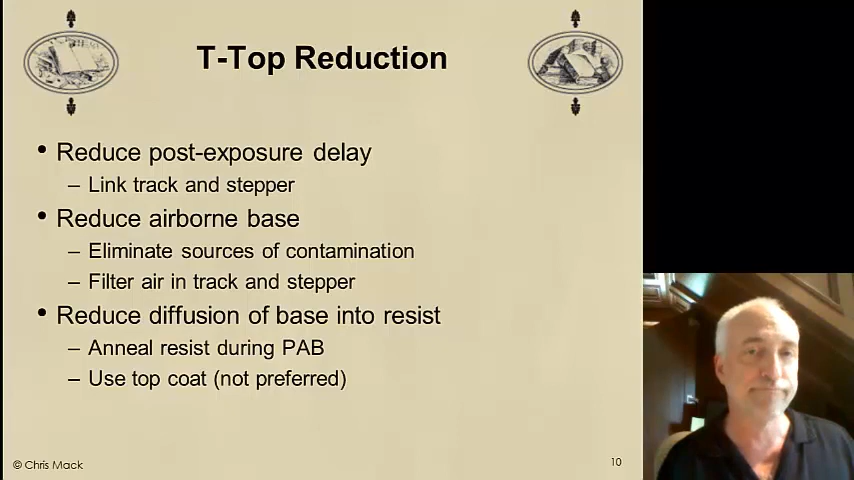 T-Top Reduction
• Reduce post-exposure delay
– Link track and stepper
• Reduce airborne base
– Eliminate sources of contamination
– Filter air in track and stepper
• Reduce diffusion of base into resist
– Anneal resist during PAB
– Use top coat (not preferred)
© Chris Mack
10